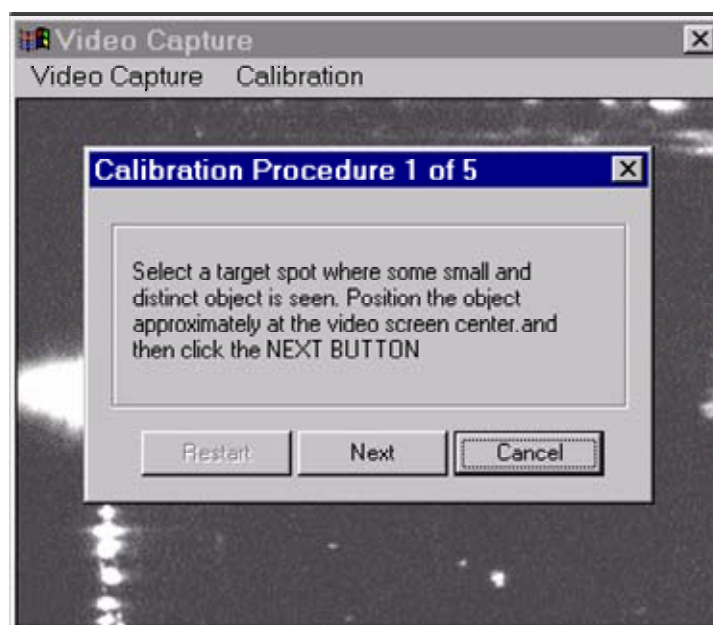 Video Capture
Video Capture Calibration
Calibration Procedure 1 of 5
Select a target spot where some small and
distinct object is seen. Position the object
approximately at the video screen center.and
then click the NEXT BUTTON
Restart Next Cancel